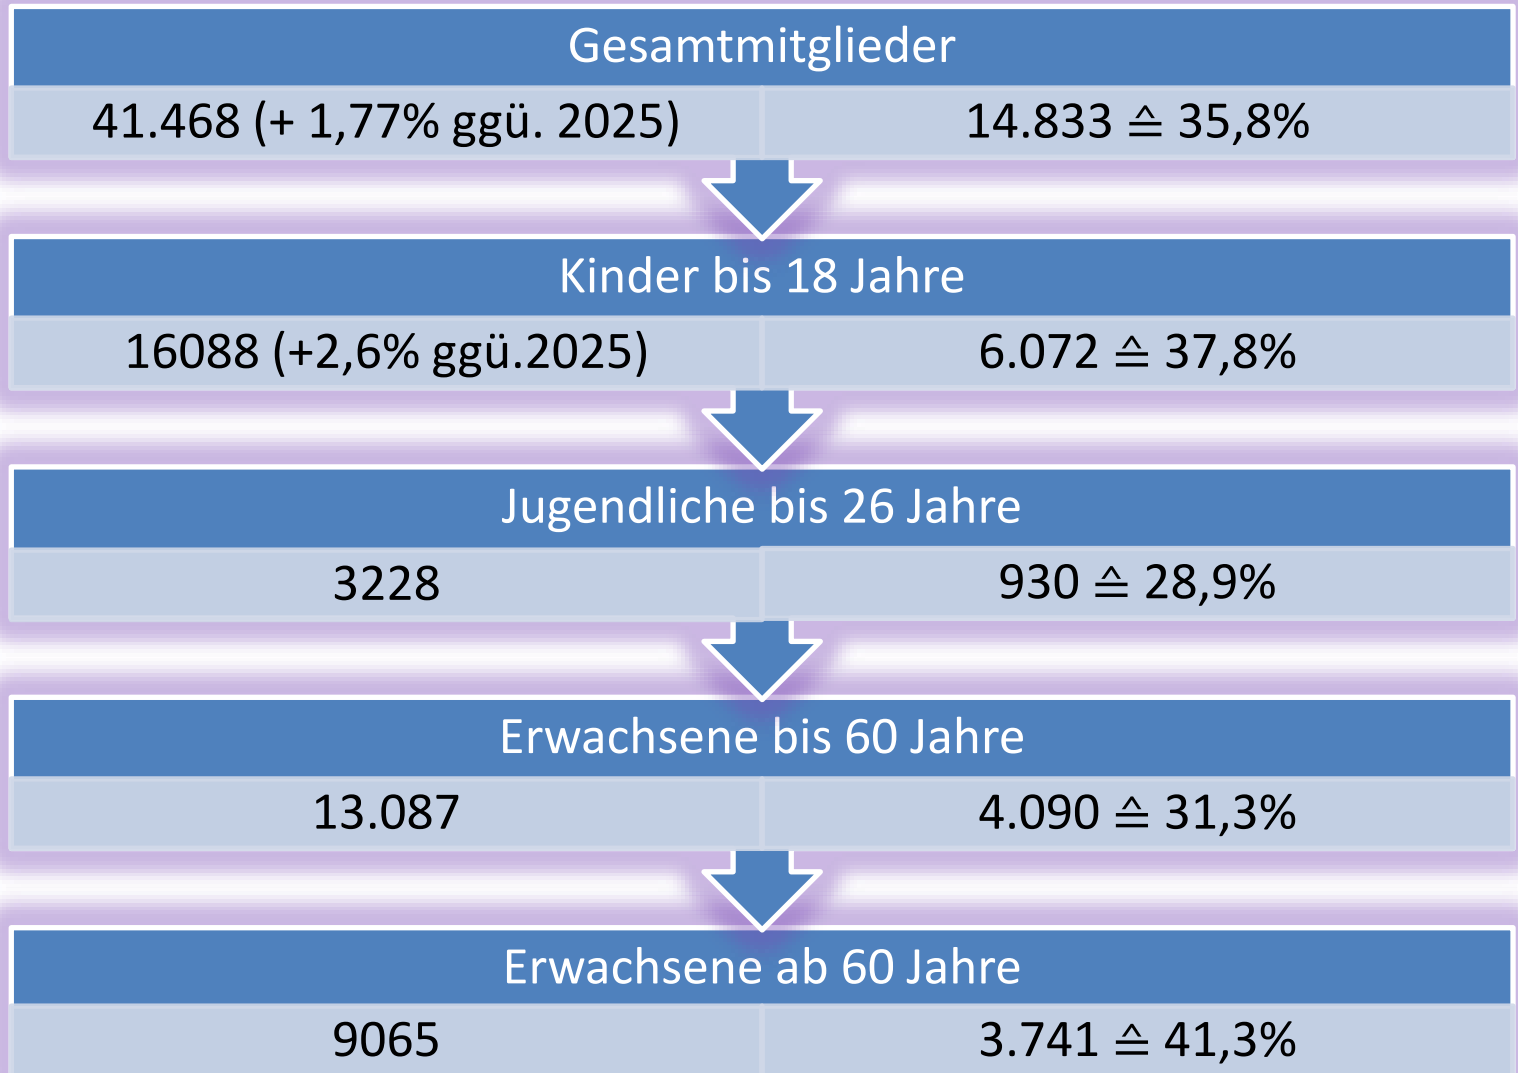 Gesamtmitglieder
41.468 (+ 1,77% ggü. 2025) 14.833 ≙ 35,8%
Kinder bis 18 Jahre
16088 (+2,6% ggü.2025) 6.072 ≙ 37,8%
Jugendliche bis 26 Jahre
3228 930 ≙ 28,9%
Erwachsene bis 60 Jahre
13.087 4.090 ≙ 31,3%
Erwachsene ab 60 Jahre
9065 3.741 ≙ 41,3%